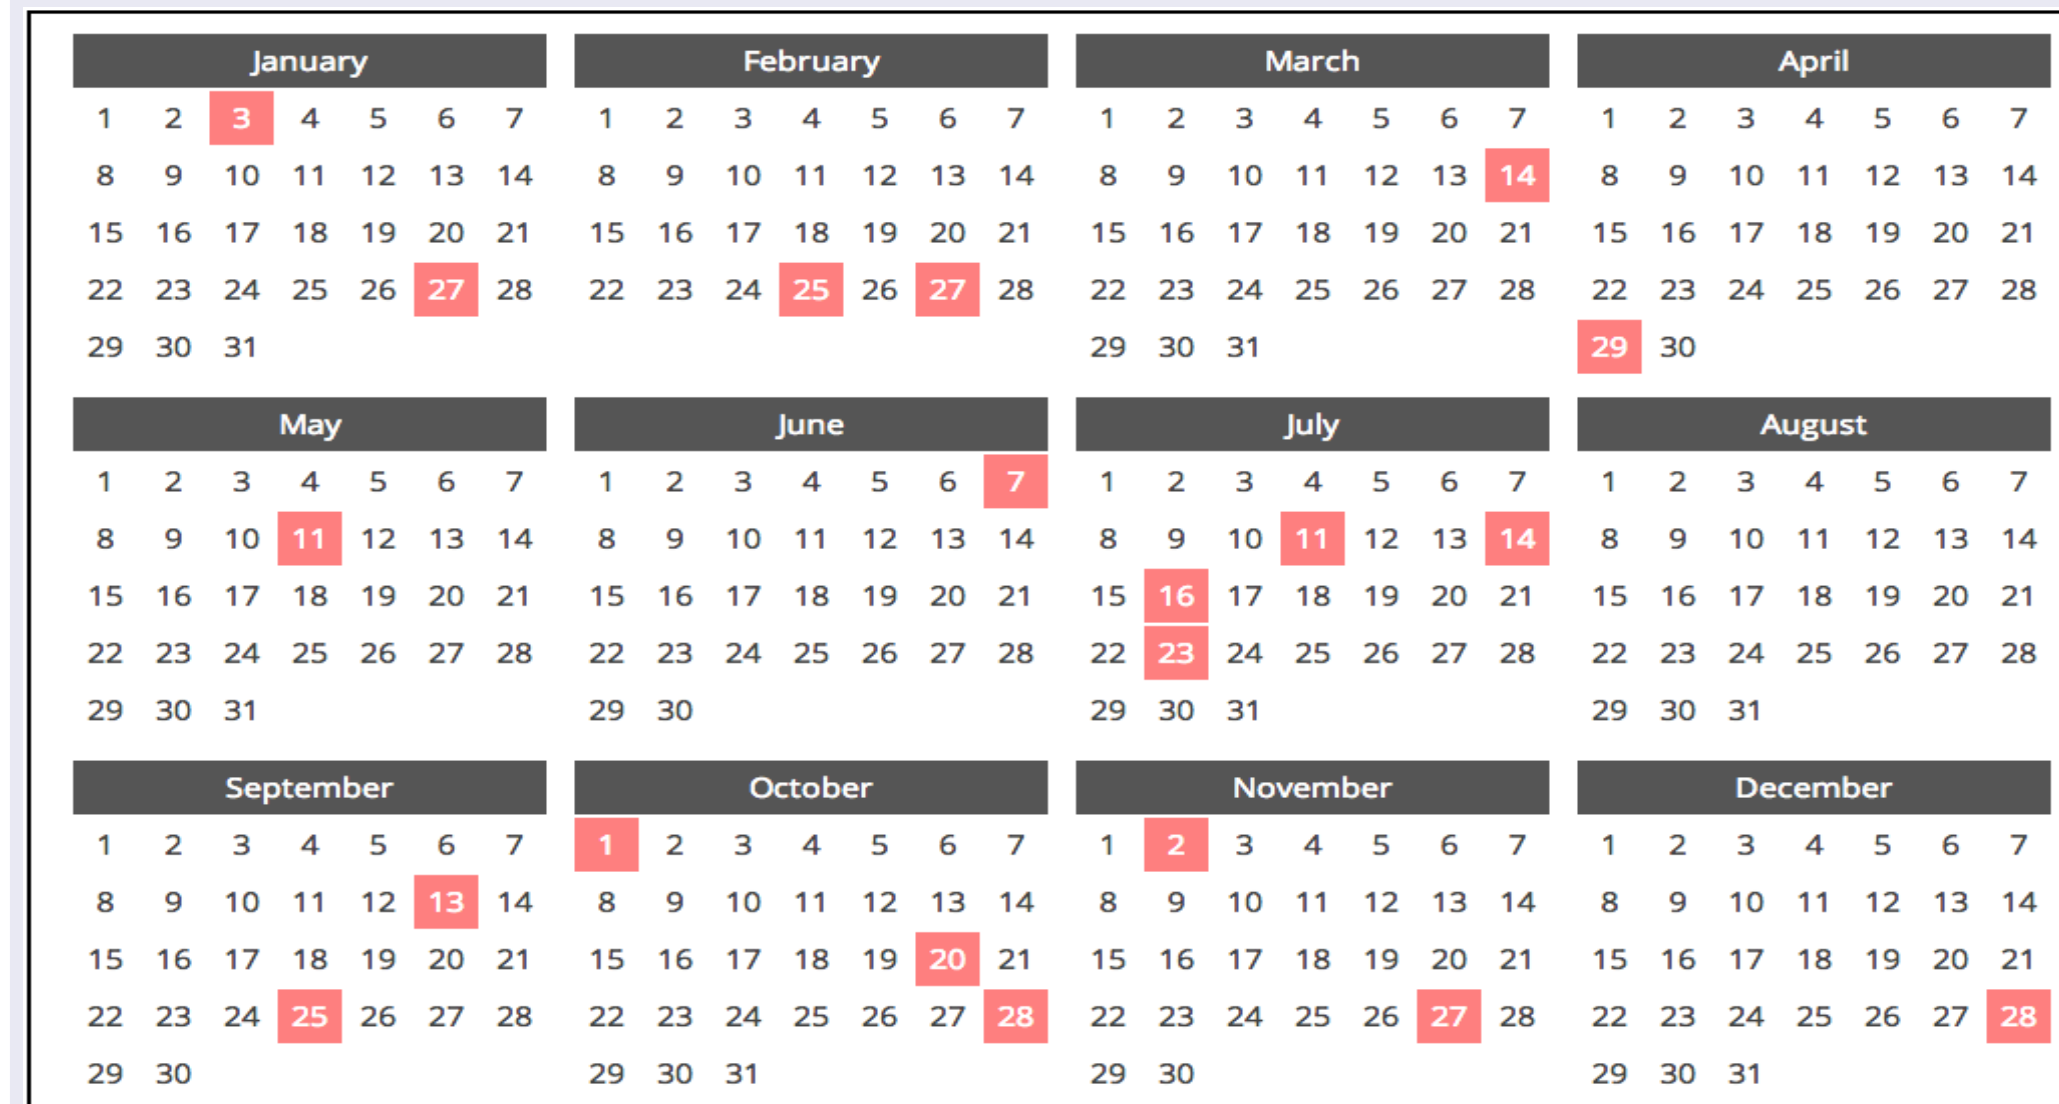 January February March April
1 2 3 4 5 6 7 1 2 3 4 5 6 7 1 2 3 4 5 6 7 1 2 3 4 5 6 7
8 9 10 11 12 13 14 8 9 10 11 12 13 14 8 9 10 11 12 13 14 8 9 10 11 12 13 14
15 16 17 18 19 20 21 15 16 17 18 19 20 21 15 16 17 18 19 20 21 15 16 17 18 19 20 21
22 23 24 25 26 27 28 22 23 24 25 26 27 28 22 23 24 25 26 27 28 22 23 24 25 26 27 28
29 30 31 29 30 31 29 30
May June July August
1 2 3 4 5 6 7 1 2 3 4 5 6 7 1 2 3 4 5 6 7 1 2 3 4 5 6 7
8 9 10 11 12 13 14 8 9 10 11 12 13 14 8 9 10 11 12 13 14 8 9 10 11 12 13 14
15 16 17 18 19 20 21 15 16 17 18 19 20 21 15 16 17 18 19 20 21 15 16 17 18 19 20 21
22 23 24 25 26 27 28 22 23 24 25 26 27 28 22 23 24 25 26 27 28 22 23 24 25 26 27 28
29 30 31 29 30 29 30 31 29 30 31
September October November December
1 2 3 4 5 6 7 1 2 3 4 5 6 7 1 2 3 4 5 6 7 1 2 3 4 5 6 7
8 9 10 11 12 13 14 8 9 10 11 12 13 14 8 9 10 11 12 13 14 8 9 10 11 12 13 14
15 16 17 18 19 20 21 15 16 17 18 19 20 21 15 16 17 18 19 20 21 15 16 17 18 19 20 21
22 23 24 25 26 27 28 22 23 24 25 26 27 28 22 23 24 25 26 27 28 22 23 24 25 26 27 28
29 30 29 30 31 29 30 29 30 31